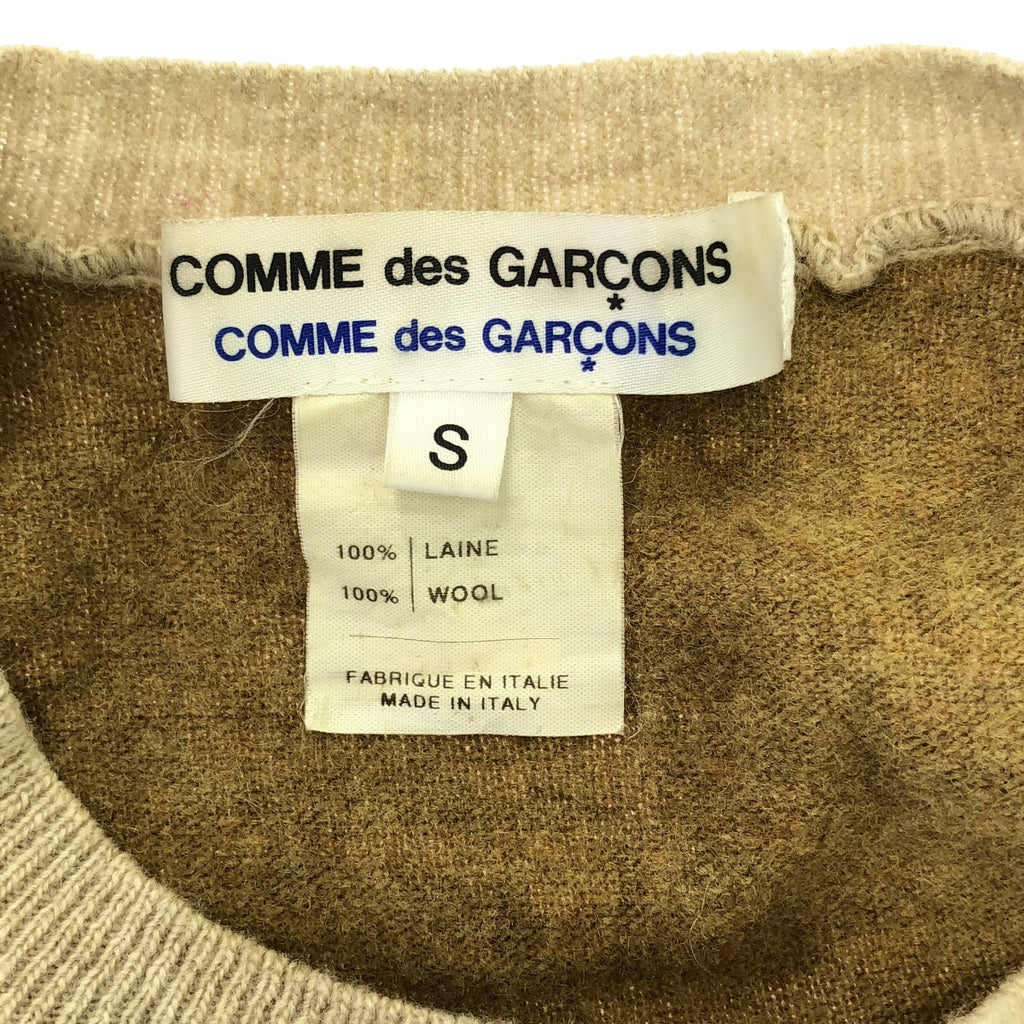 COMME des GARÇONS
*
COMME des GARÇONS
*
S
100% LAINE
100% WOOL
FABRIQUE EN ITALIE
MADE IN ITALY